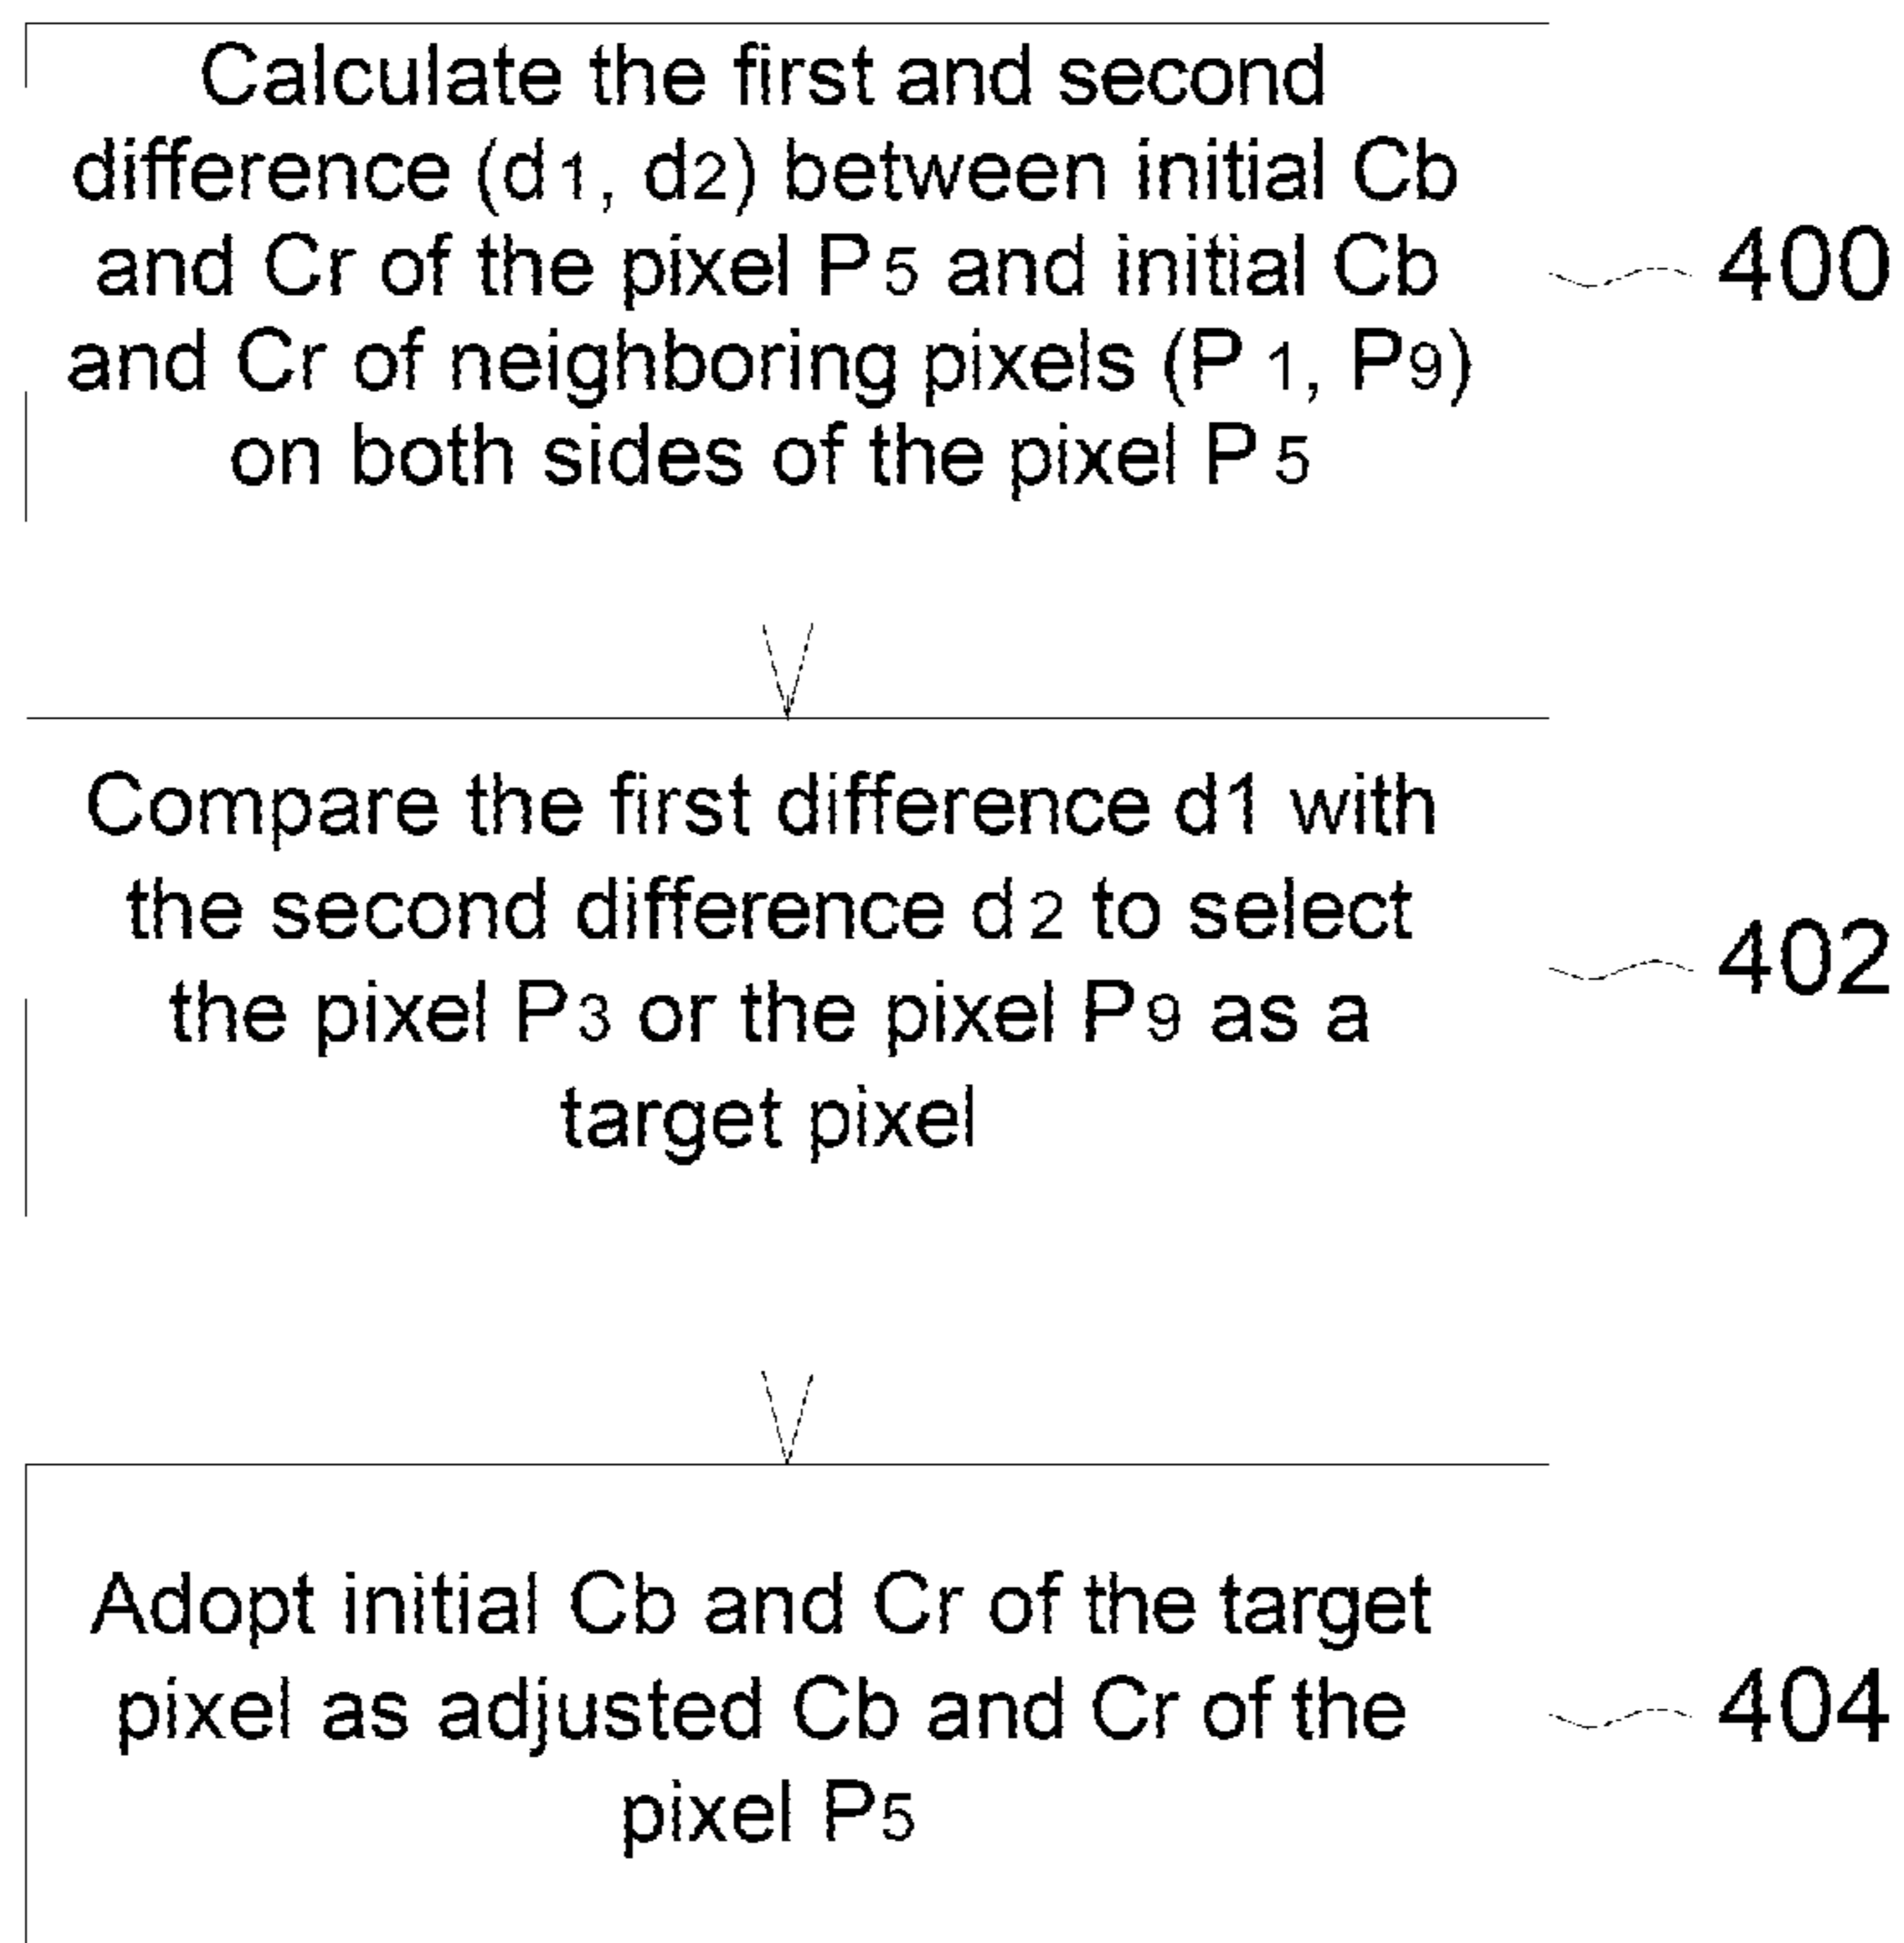 Calculate the first and second
difference (d1, d2) between initial Cb
and Cr of the pixel P5 and initial Cb
and Cr of neighboring pixels (P1, P9)
on both sides of the pixel P5
400
Compare the first difference d1 with
the second difference d2 to select
the pixel P3 or the pixel P9 as a
target pixel
402
Adopt initial Cb and Cr of the target
pixel as adjusted Cb and Cr of the
pixel P5
404